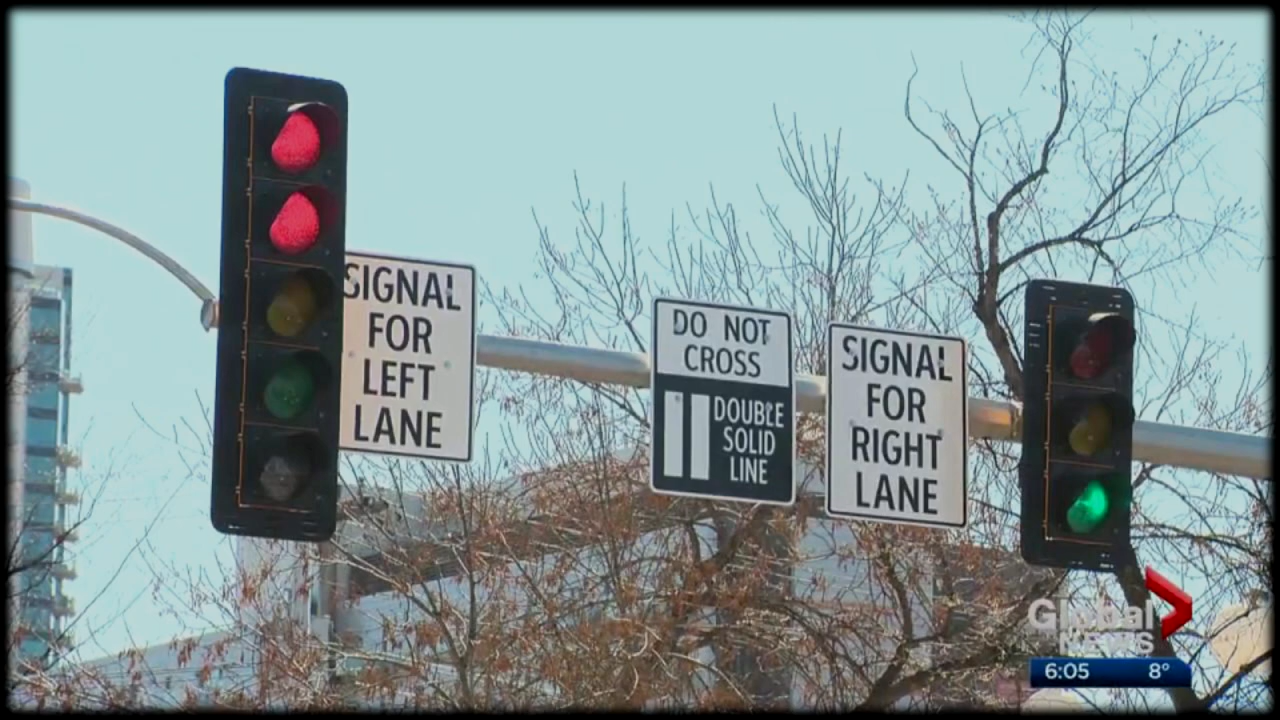 SIGNAL
FOR
LEFT
LANE
DO NOT
CROSS
DOUBLE
SOLID
LINE
SIGNAL
FOR
RIGHT
LANE
Global
NEWS
6:05 8°